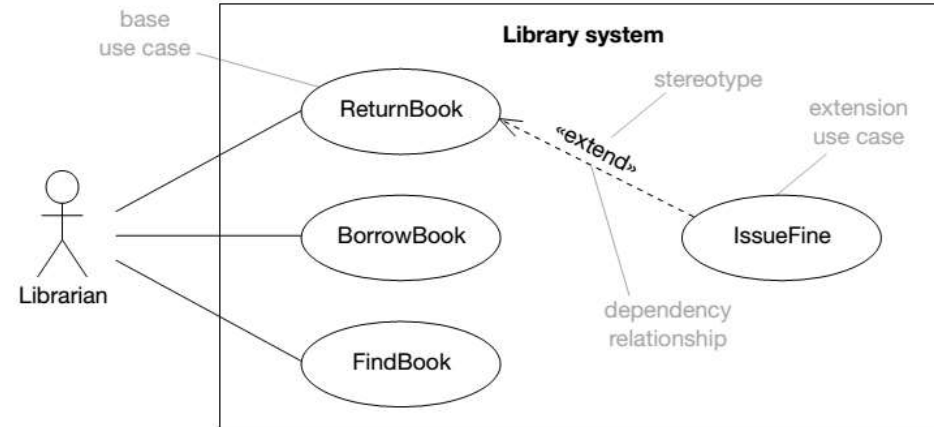 base
use case
Library system
stereotype
ReturnBook
«extend»
extension
use case
BorrowBook
IssueFine
Librarian
dependency
relationship
FindBook